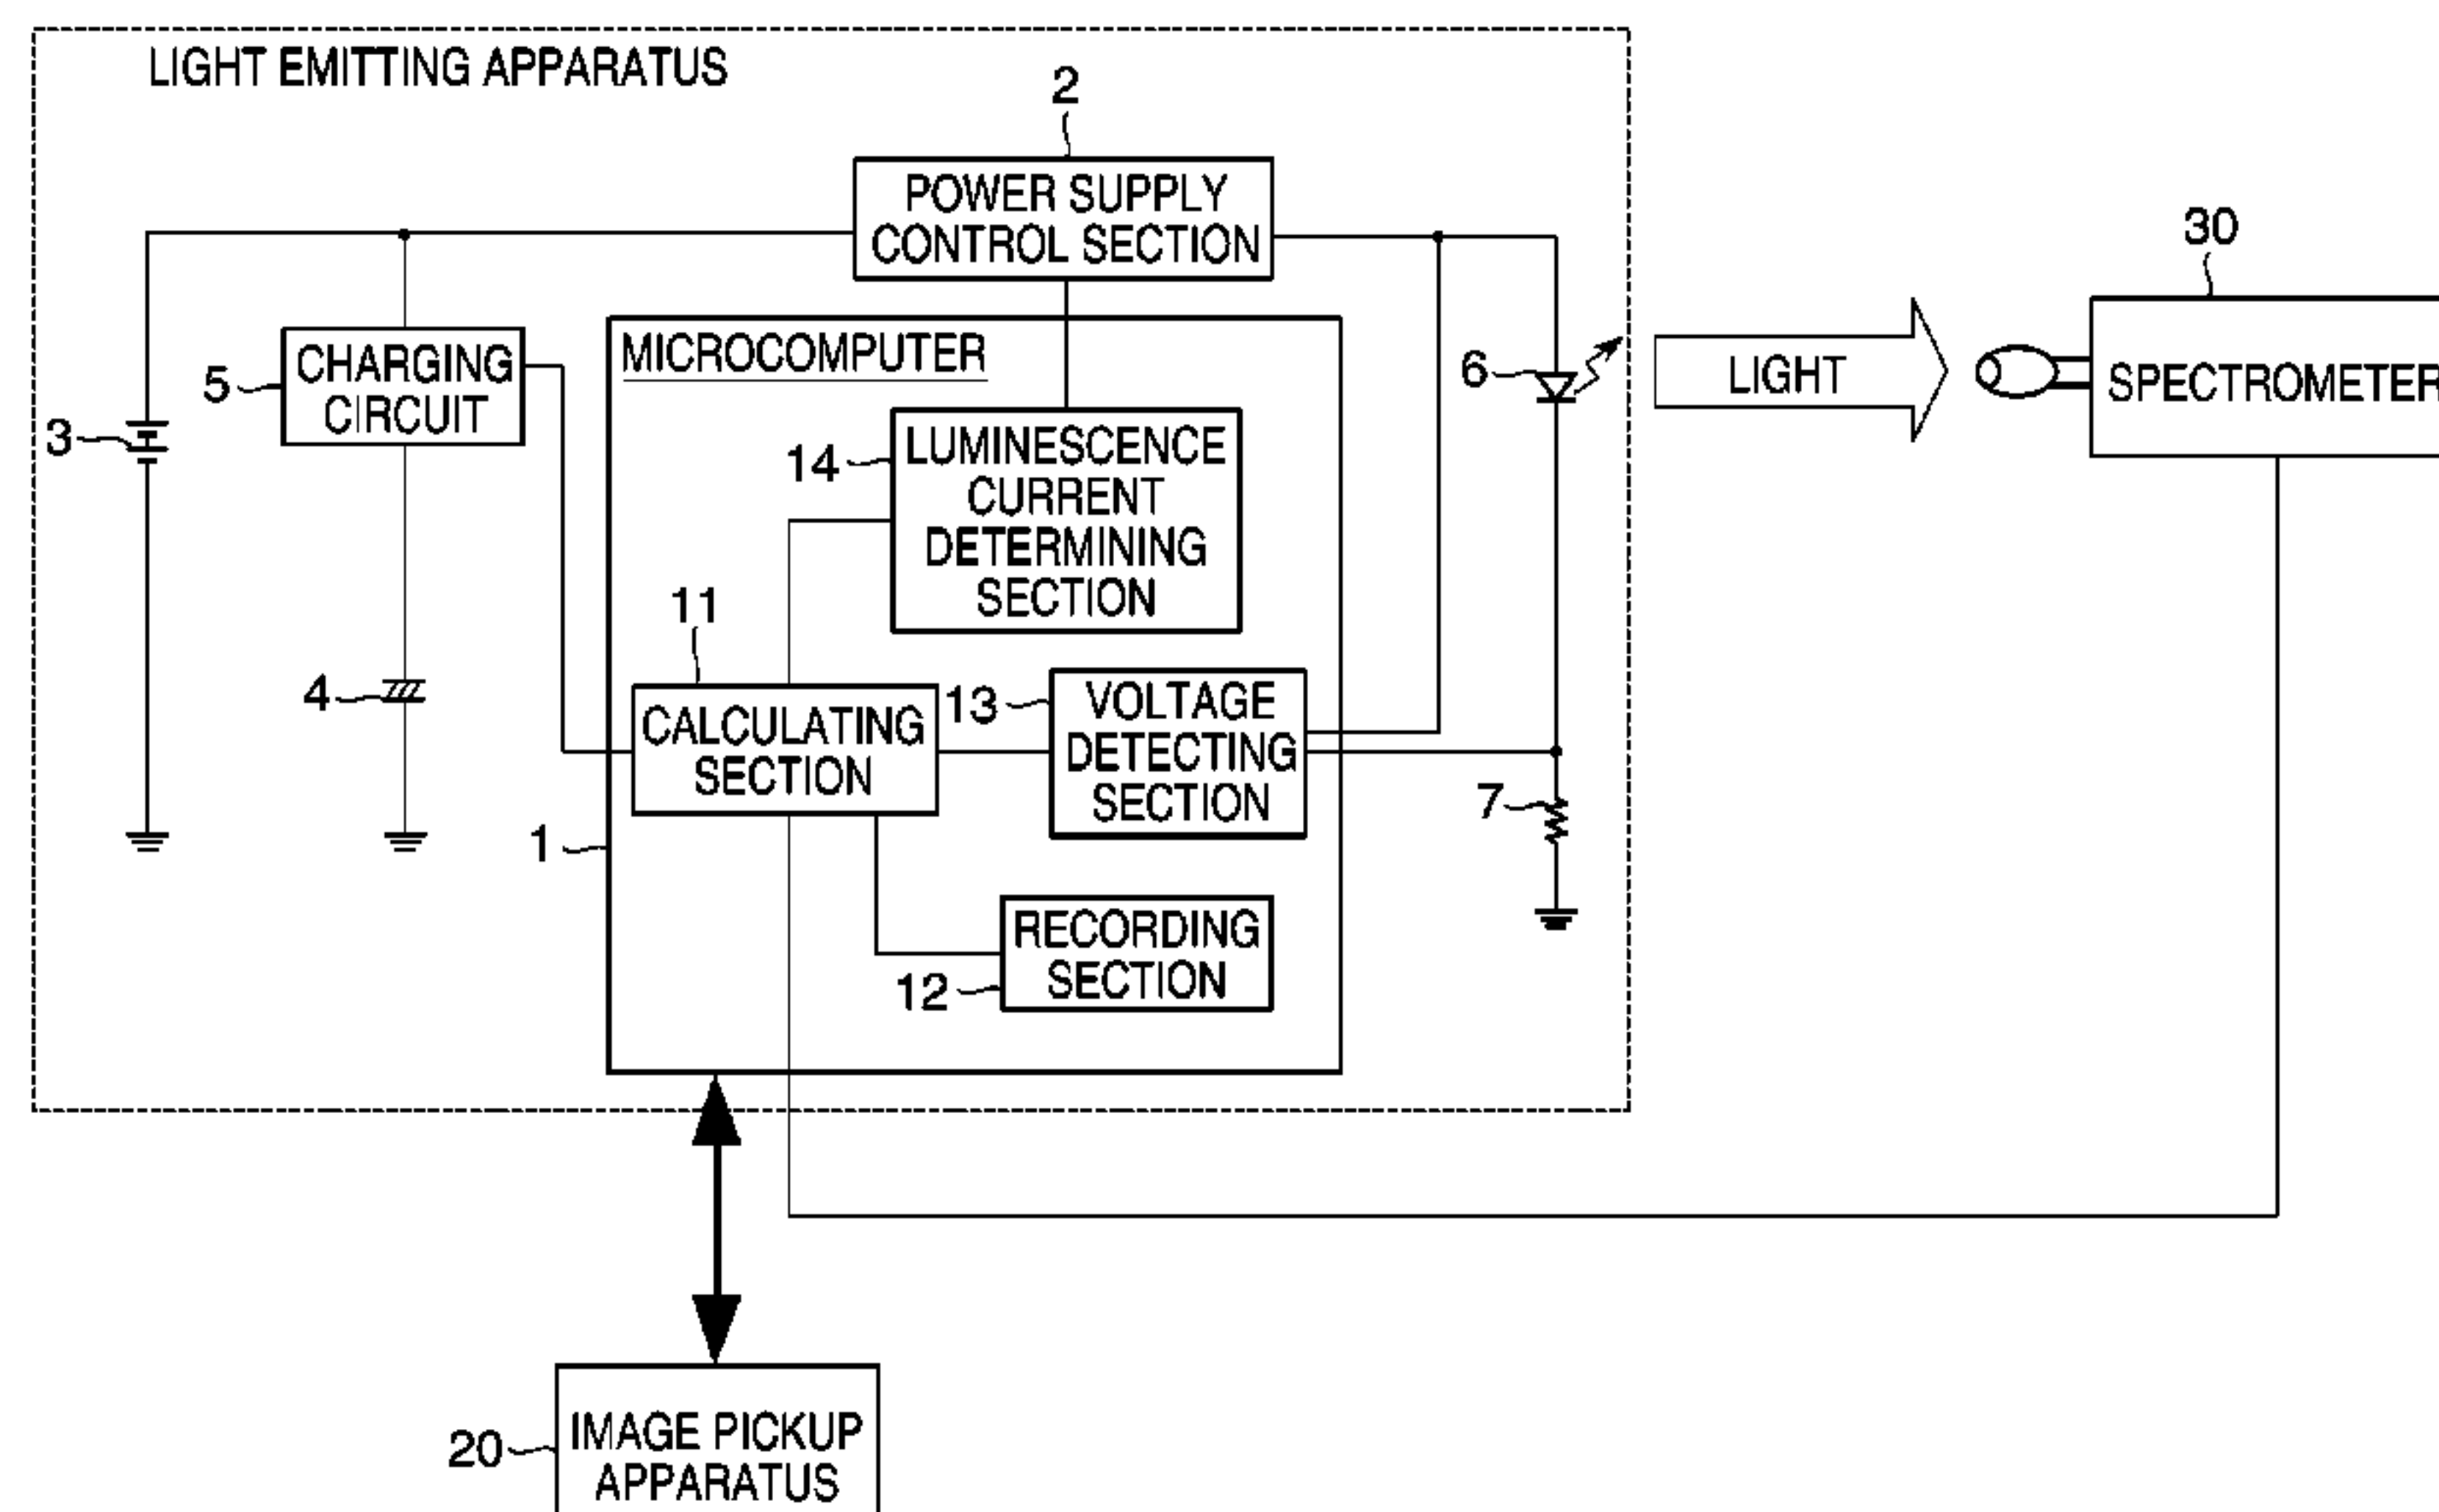 LIGHT EMITTING APPARATUS
2
POWER SUPPLY
CONTROL SECTION
30
SPECTROMETER
LIGHT
6
MICROCOMPUTER
5
CHARGING
CIRCUIT
3
14
LUMINESCENCE
CURRENT
DETERMINING
SECTION
11
4
CALCULATING
SECTION
13
VOLTAGE
DETECTING
SECTION
7
1
RECORDING
SECTION
12
20
IMAGE PICKUP
APPARATUS